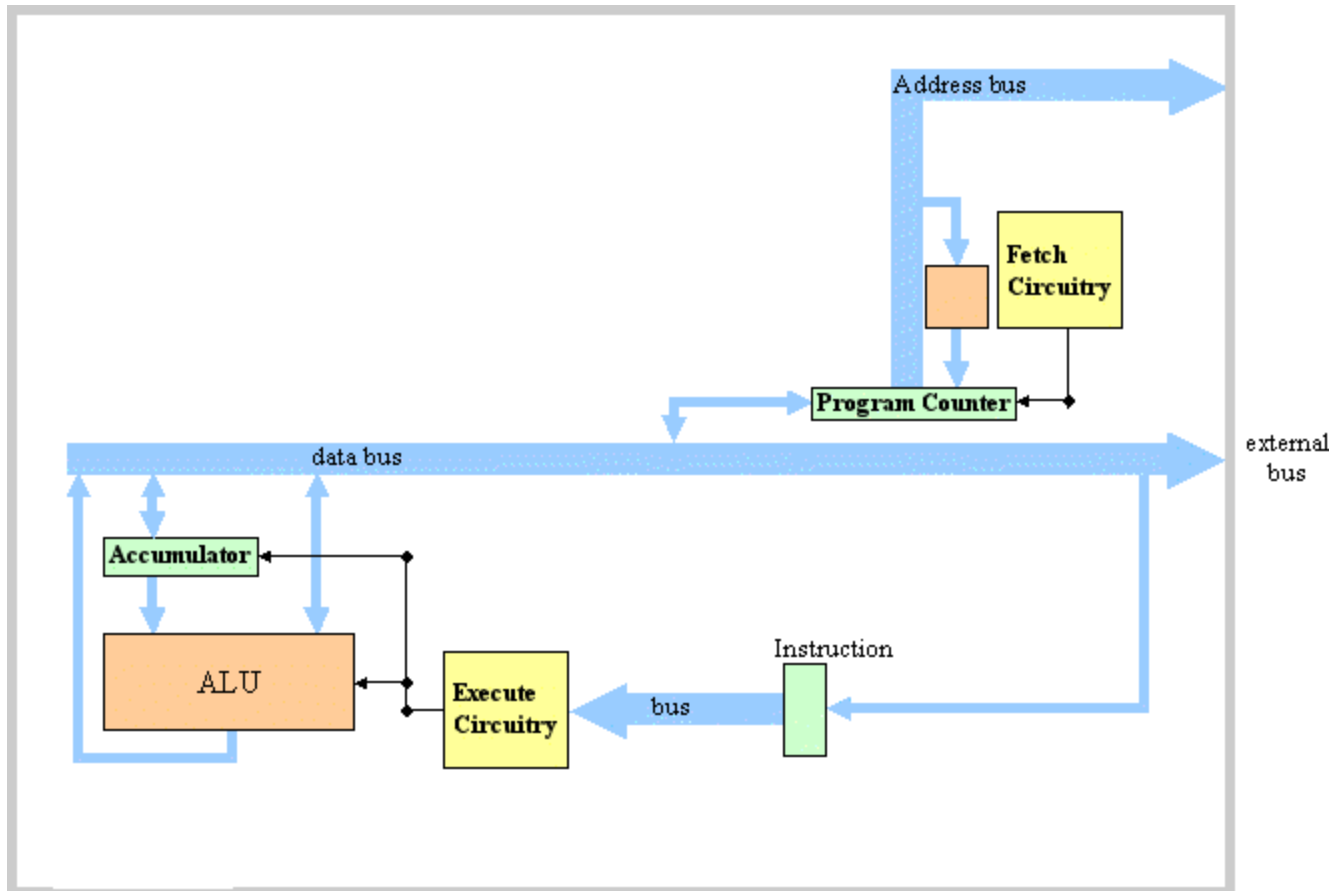 Address bus
Fetch
Circuitry
Program Counter
data bus
external
bus
Accumulator
Instruction
ALU
Execute
Circuitry
bus